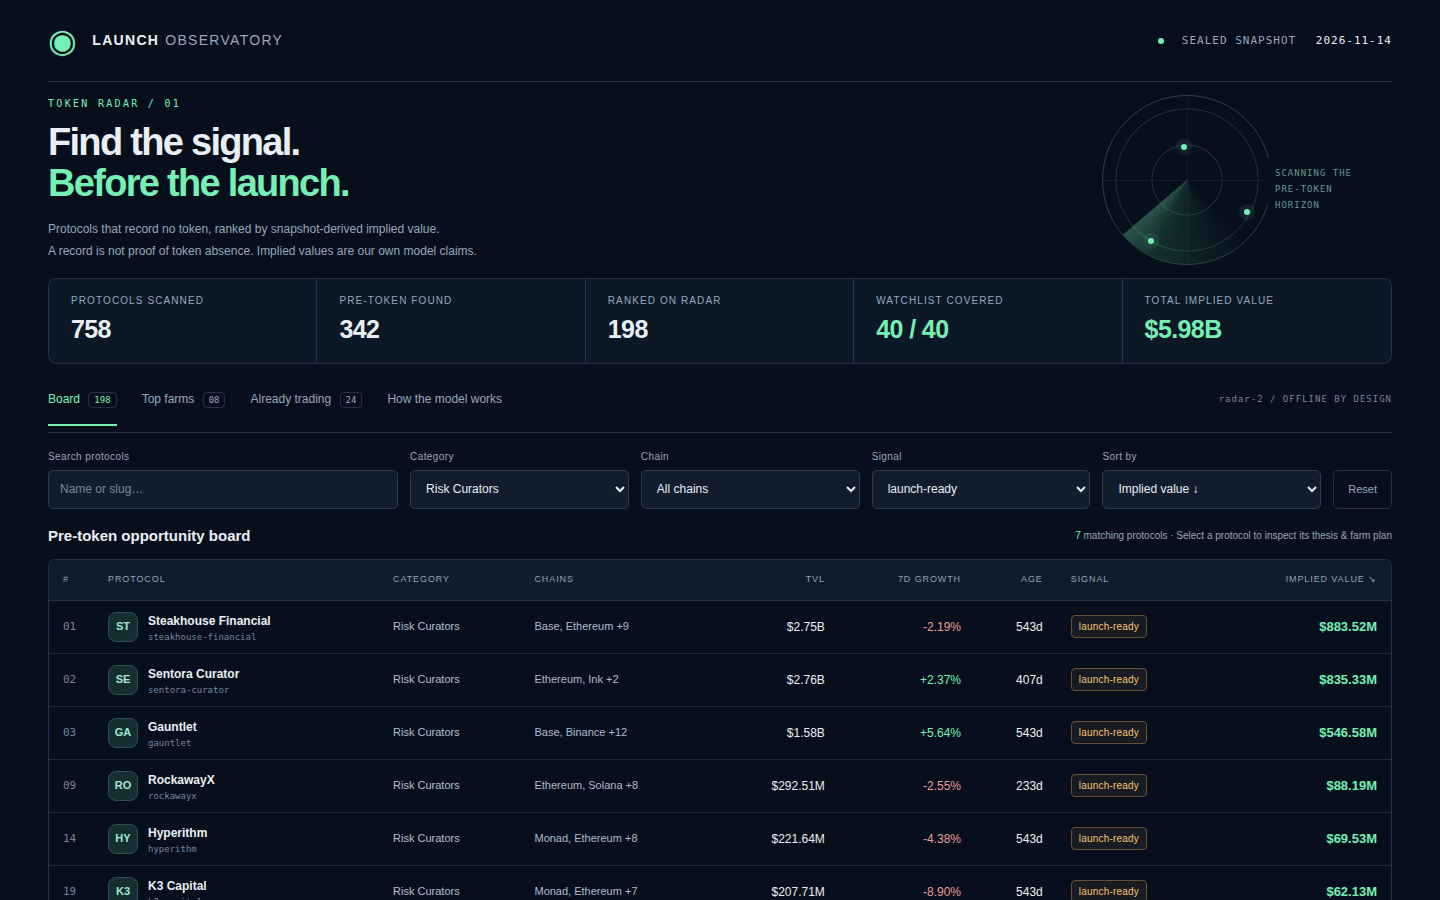 LAUNCH OBSERVATORY
SEALED SNAPSHOT 2026-11-14
TOKEN RADAR / 01
Find the signal.
Before the launch.
Protocols that record no token, ranked by snapshot-derived implied value.
A record is not proof of token absence. Implied values are our own model claims.
SCANNING THE
PRE-TOKEN
HORIZON
PROTOCOLS SCANNED
758
PRE-TOKEN FOUND
342
RANKED ON RADAR
198
WATCHLIST COVERED
40 / 40
TOTAL IMPLIED VALUE
$5.98B
Board 198 Top farms 08 Already trading 24 How the model works
radar-2 / OFFLINE BY DESIGN
Search protocols
Name or slug…
Category
Risk Curators
Chain
All chains
Signal
launch-ready
Sort by
Implied value ↓
Reset
Pre-token opportunity board
7 matching protocols · Select a protocol to inspect its thesis & farm plan
# PROTOCOL CATEGORY CHAINS TVL 7D GROWTH AGE SIGNAL IMPLIED VALUE ↘
01 ST Steakhouse Financial Risk Curators Base, Ethereum +9 $2.75B -2.19% 543d launch-ready $883.52M
steakhouse-financial
02 SE Sentora Curator Risk Curators Ethereum, Ink +2 $2.76B +2.37% 407d launch-ready $835.33M
sentora-curator
03 GA Gauntlet Risk Curators Base, Binance +12 $1.58B +5.64% 543d launch-ready $546.58M
gauntlet
09 RO RockawayX Risk Curators Ethereum, Solana +8 $292.51M -2.55% 233d launch-ready $88.19M
rockawayx
14 HY Hyperithm Risk Curators Monad, Ethereum +8 $221.64M -4.38% 543d launch-ready $69.53M
hyperithm
19 K3 K3 Capital Risk Curators Monad, Ethereum +7 $207.71M -8.90% 543d launch-ready $62.13M